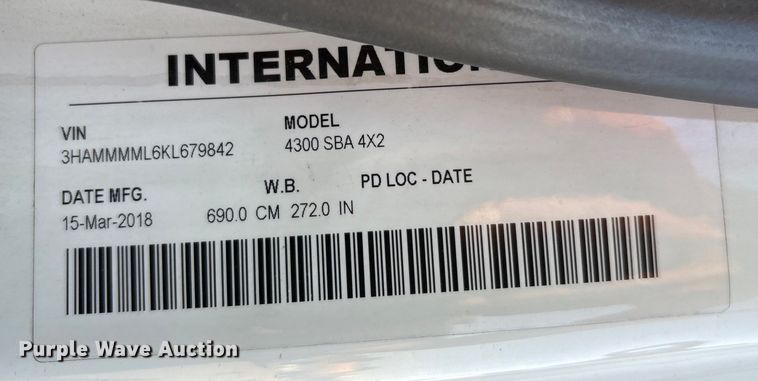 INTERNATIO
VIN
3HAMMMML6KL679842
MODEL
4300 SBA 4X2
DATE MFG.
15-Mar-2018
W.B.
690.0 CM 272.0 IN
PD LOC - DATE
Purple Wave Auction